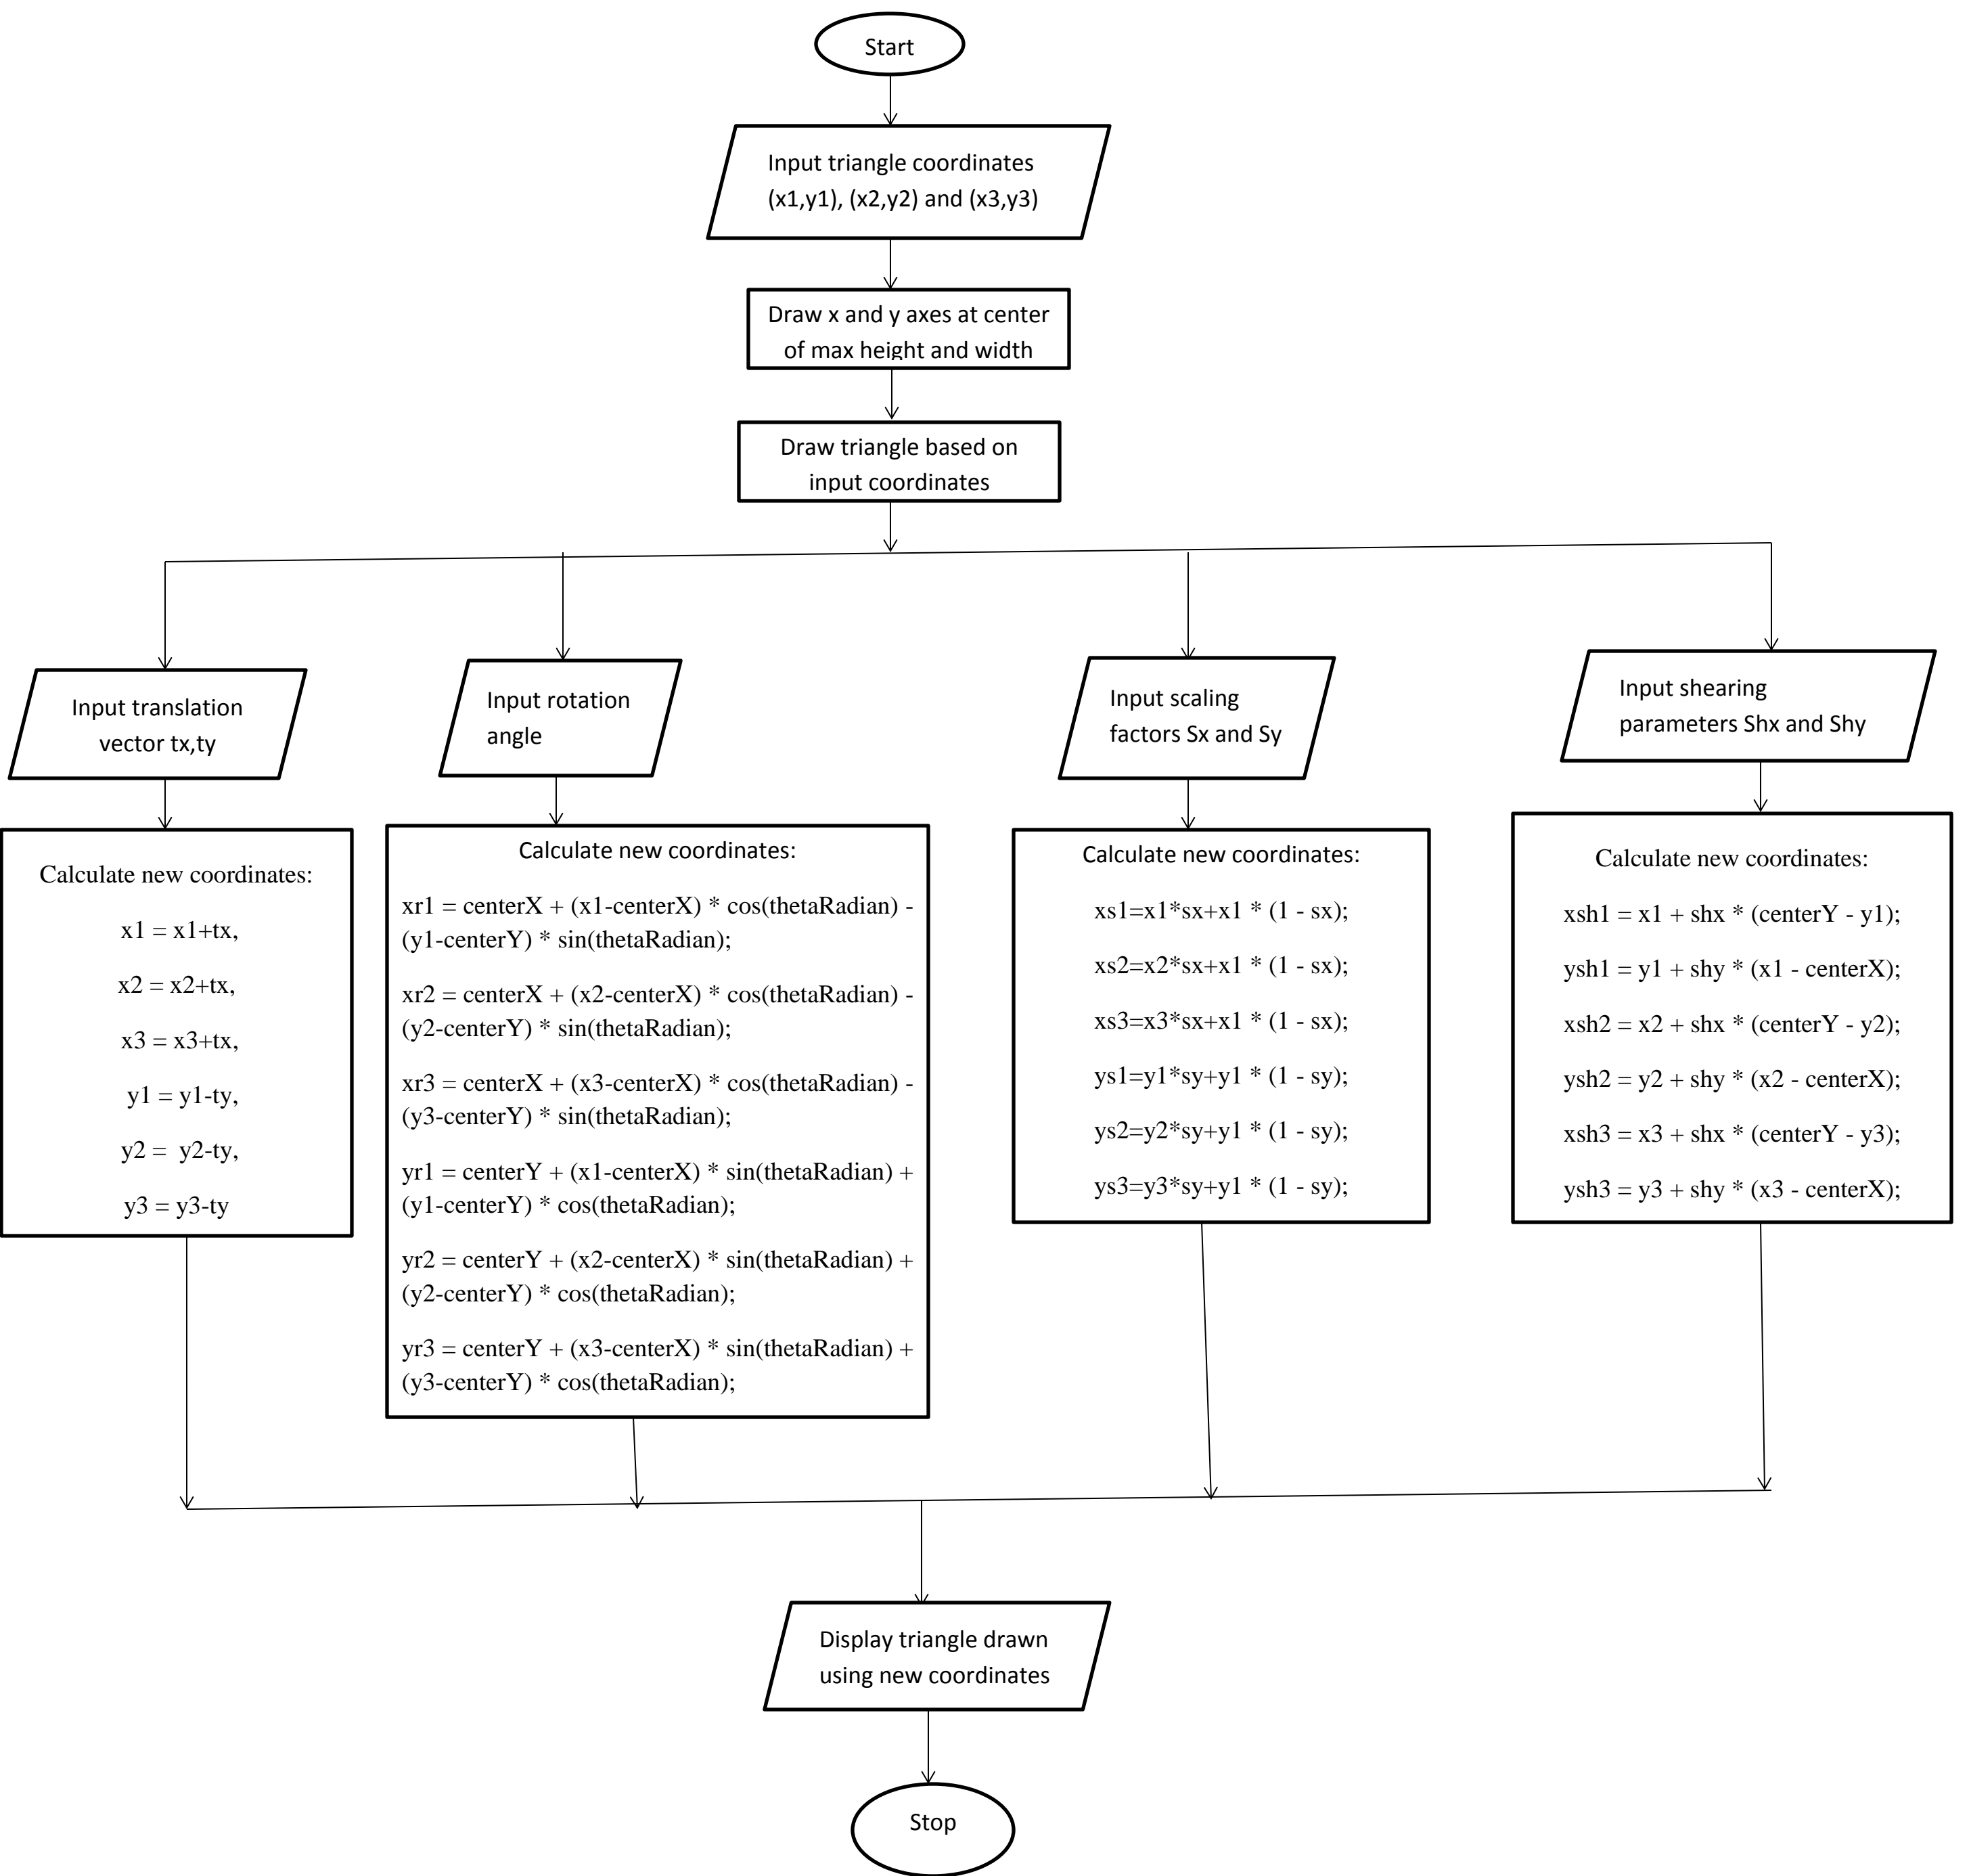 Start
Input triangle coordinates
(x1,y1), (x2,y2) and (x3,y3)
Draw x and y axes at center
of max height and width
Draw triangle based on
input coordinates
Input translation
vector tx,ty
Input rotation
angle
Input scaling
factors Sx and Sy
Input shearing
parameters Shx and Shy
Calculate new coordinates:
x1 = x1+tx,
x2 = x2+tx,
x3 = x3+tx,
y1 = y1-ty,
y2 =  y2-ty,
y3 = y3-ty
Calculate new coordinates:
xr1 = centerX + (x1-centerX) * cos(thetaRadian) -
(y1-centerY) * sin(thetaRadian);
xr2 = centerX + (x2-centerX) * cos(thetaRadian) -
(y2-centerY) * sin(thetaRadian);
xr3 = centerX + (x3-centerX) * cos(thetaRadian) -
(y3-centerY) * sin(thetaRadian);
yr1 = centerY + (x1-centerX) * sin(thetaRadian) +
(y1-centerY) * cos(thetaRadian);
yr2 = centerY + (x2-centerX) * sin(thetaRadian) +
(y2-centerY) * cos(thetaRadian);
yr3 = centerY + (x3-centerX) * sin(thetaRadian) +
(y3-centerY) * cos(thetaRadian);
Calculate new coordinates:
xs1=x1*sx+x1 * (1 - sx);
xs2=x2*sx+x1 * (1 - sx);
xs3=x3*sx+x1 * (1 - sx);
ys1=y1*sy+y1 * (1 - sy);
ys2=y2*sy+y1 * (1 - sy);
ys3=y3*sy+y1 * (1 - sy);
Calculate new coordinates:
xsh1 = x1 + shx * (centerY - y1);
ysh1 = y1 + shy * (x1 - centerX);
xsh2 = x2 + shx * (centerY - y2);
ysh2 = y2 + shy * (x2 - centerX);
xsh3 = x3 + shx * (centerY - y3);
ysh3 = y3 + shy * (x3 - centerX);
Display triangle drawn
using new coordinates
Stop